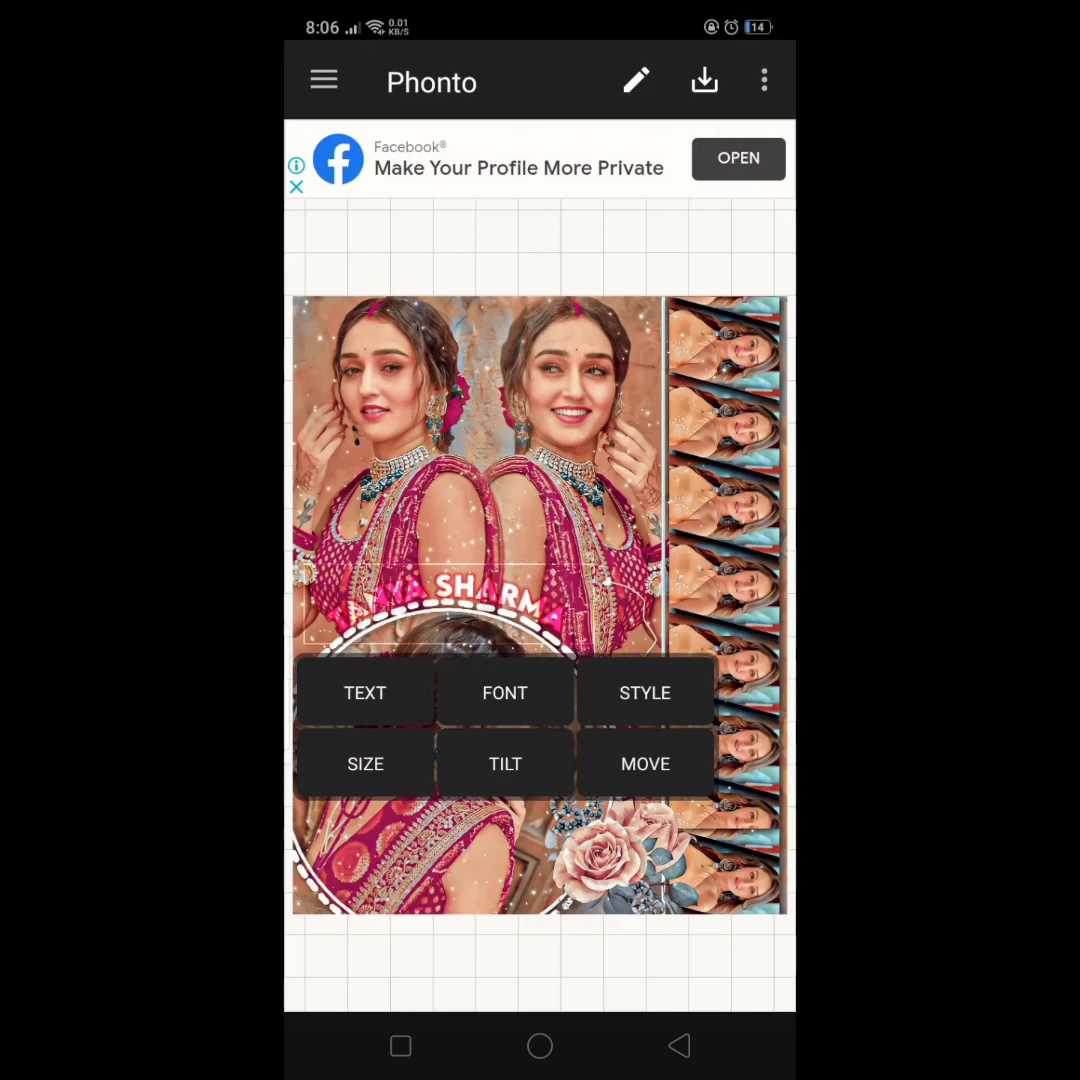 8:06
0.01
KB/S
14
Phonto
Facebook®
Make Your Profile More Private
OPEN
SHARM
TEXT FONT STYLE
SIZE TILT MOVE